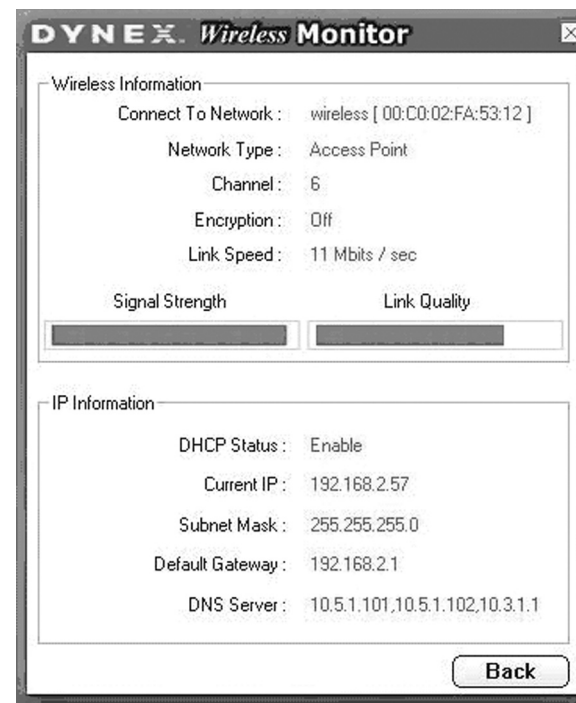 DYNEX. Wireless Monitor
Wireless Information
Connect To Network : wireless [ 00:C0:02:FA:53:12 ]
Network Type : Access Point
Channel : 6
Encryption : Off
Link Speed : 11 Mbits / sec
Signal Strength Link Quality
IP Information
DHCP Status : Enable
Current IP : 192.168.2.57
Subnet Mask : 255.255.255.0
Default Gateway : 192.168.2.1
DNS Server : 10.5.1.101,10.5.1.102,10.3.1.1
Back